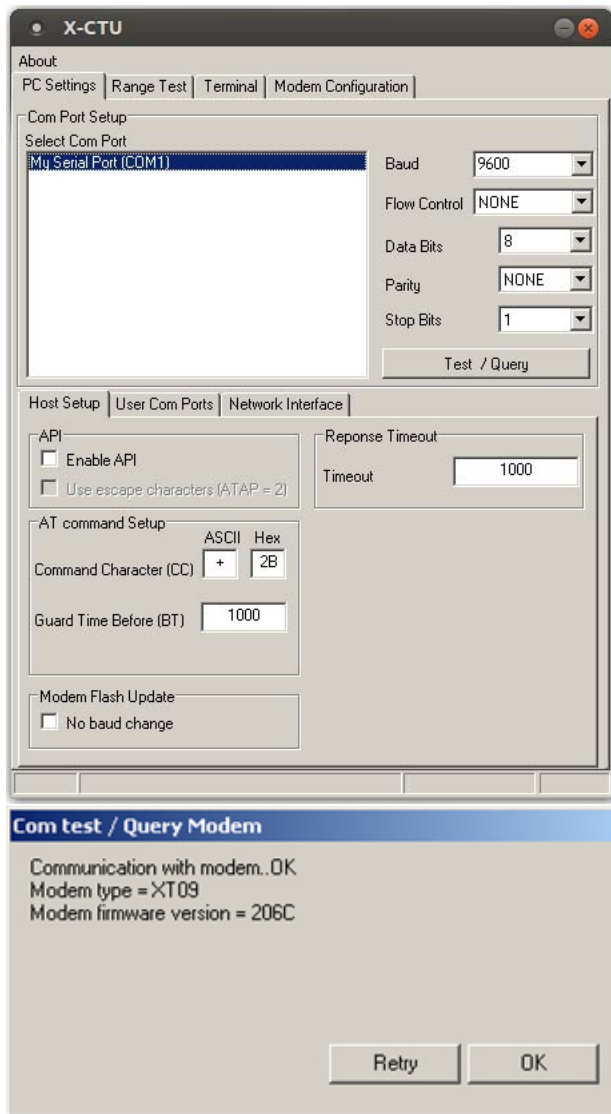 X-CTU
About
PC Settings Range Test Terminal Modem Configuration
Com Port Setup
Select Com Port
My Serial Port (COM1)
Baud 9600
Flow Control NONE
Data Bits 8
Parity NONE
Stop Bits 1
Test / Query
Host Setup User Com Ports Network Interface
API
Enable API
Use escape characters (ATAP = 2)
Reponse Timeout
Timeout 1000
AT command Setup
ASCII Hex
Command Character (CC) + 2B
Guard Time Before (BT) 1000
Modem Flash Update
No baud change
Com test / Query Modem
Communication with modem..OK
Modem type = XT09
Modem firmware version = 206C
Retry OK